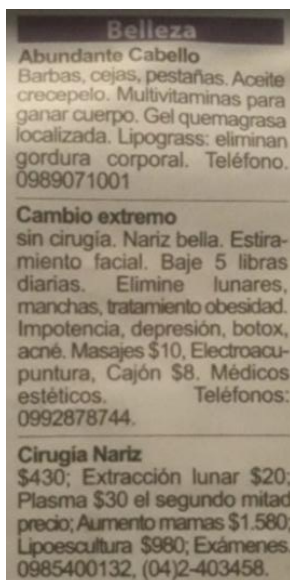 Belleza
Abundante Cabello
Barbas, cejas, pestañas. Aceite
crecepelo. Multivitaminas para
ganar cuerpo. Gel quemagrasa
localizada. Lipograss: eliminan
gordura corporal. Teléfono.
0989071001
Cambio extremo
sin cirugía. Nariz bella. Estira-
miento facial. Baje 5 libras
diarias. Elimine lunares,
manchas, tratamiento obesidad.
Impotencia, depresión, botox,
acné. Masajes $10, Electroacu-
puntura, Cajón $8. Médicos
estéticos. Teléfonos:
0992878744.
Cirugía Nariz
$430; Extracción lunar $20;
Plasma $30 el segundo mitad
precio; Aumento mamas $1.580;
Lipoescultura $980; Exámenes.
0985400132, (04)2-403458.